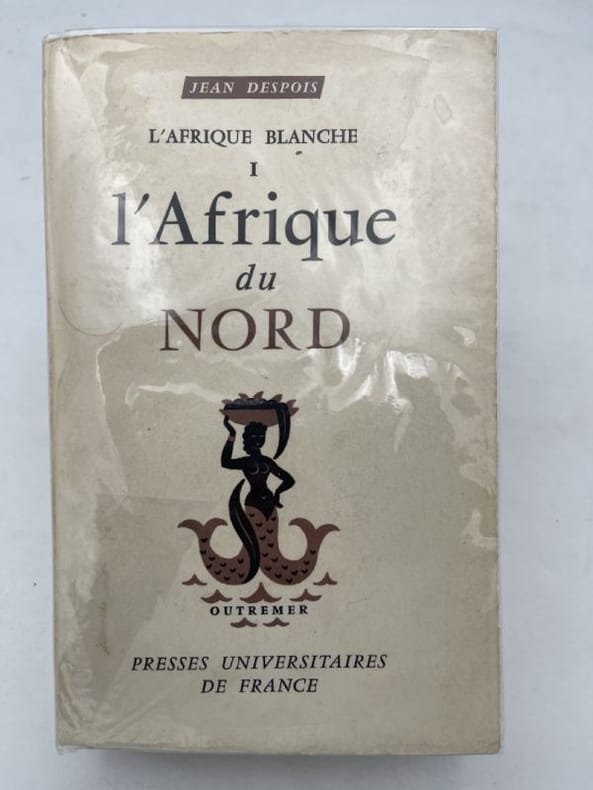 JEAN DESPOIS
L'AFRIQUE BLANCHE
I
l'Afrique
du
NORD
OUTREMER
PRESSES UNIVERSITAIRES
DE FRANCE